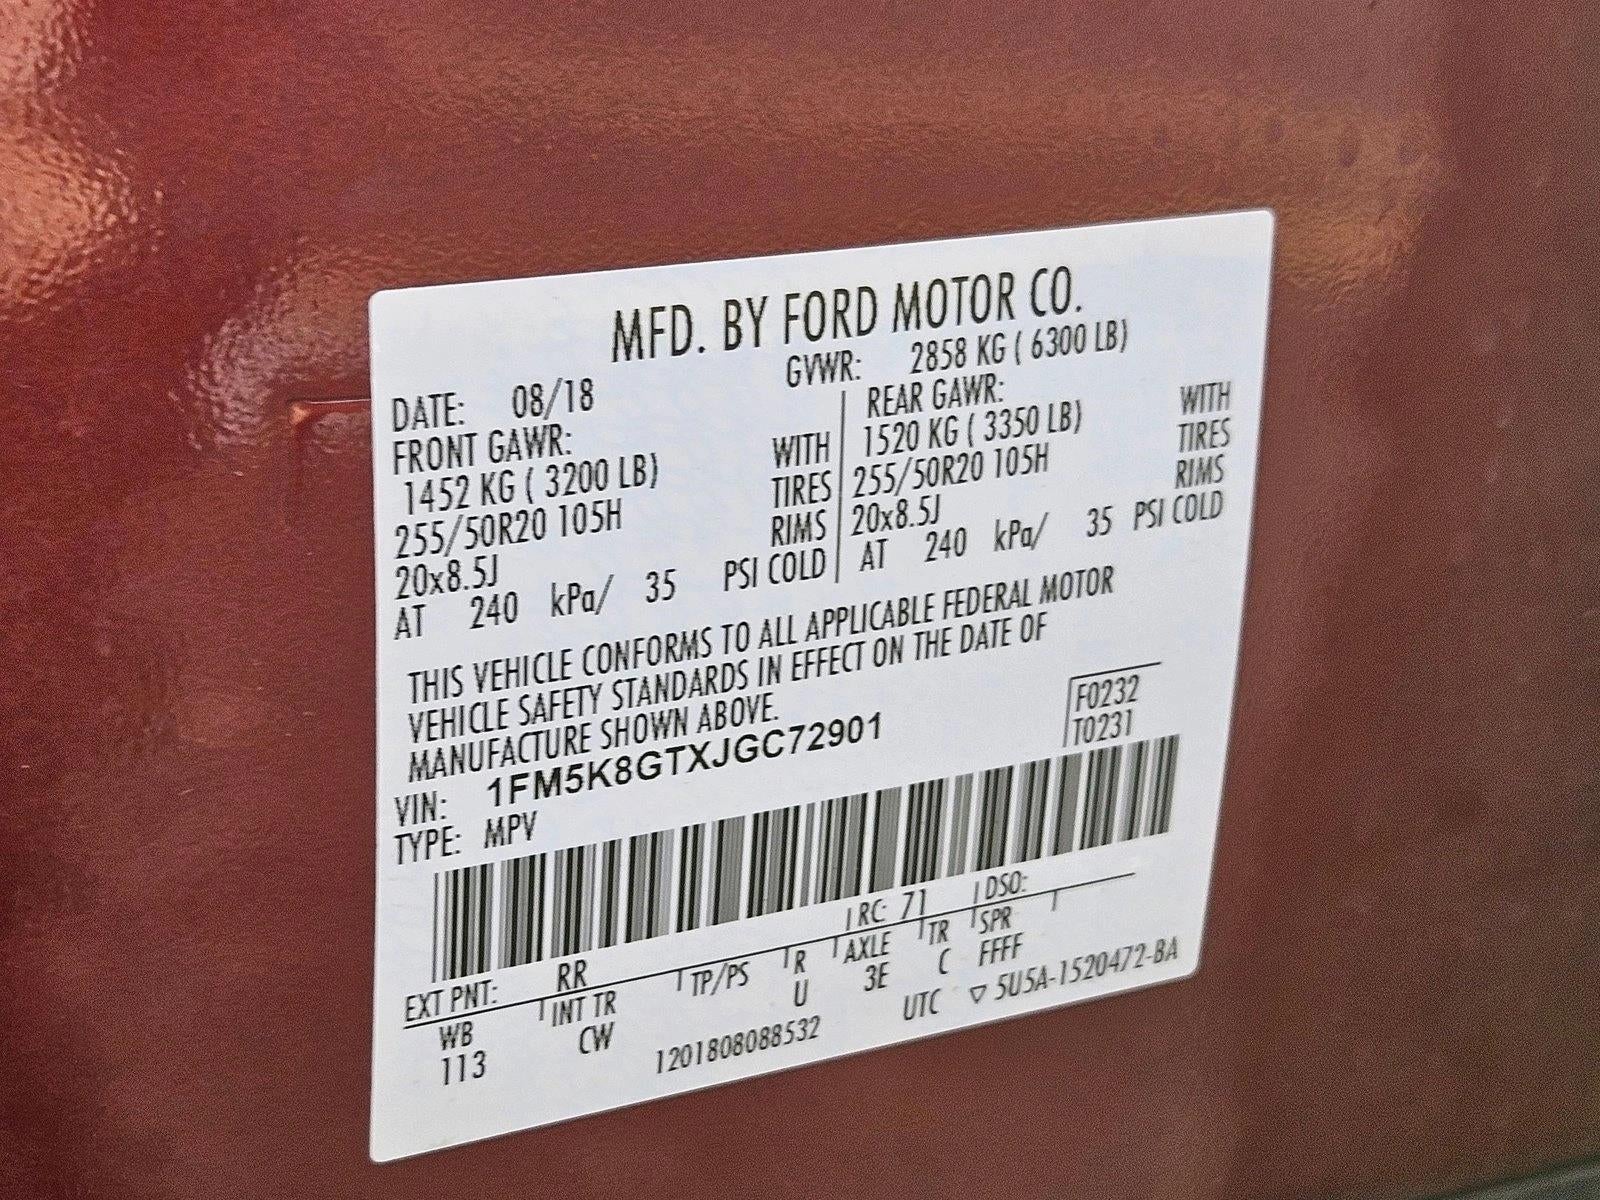 MFD. BY FORD MOTOR CO.
DATE: 08/18 GVWR: 2858 KG ( 6300 LB)
FRONT GAWR: REAR GAWR:
1452 KG ( 3200 LB) WITH 1520 KG ( 3350 LB) WITH
255/50R20 105H TIRES 255/50R20 105H TIRES
20x8.5J RIMS 20x8.5J RIMS
AT 240 kPa/ 35 PSI COLD AT 240 kPa/ 35 PSI COLD
THIS VEHICLE CONFORMS TO ALL APPLICABLE FEDERAL MOTOR
VEHICLE SAFETY STANDARDS IN EFFECT ON THE DATE OF
MANUFACTURE SHOWN ABOVE.
VIN: 1FM5K8GTXJGC72901 F0232
TYPE: MPV T0231
EXT PNT: RR RC: 71 DSO:
WB INT TR TP/PS R AXLE TR SPR
113 CW U 3E C FFFF
1201808088532 UTC ▽ 5U5A-1520472-BA